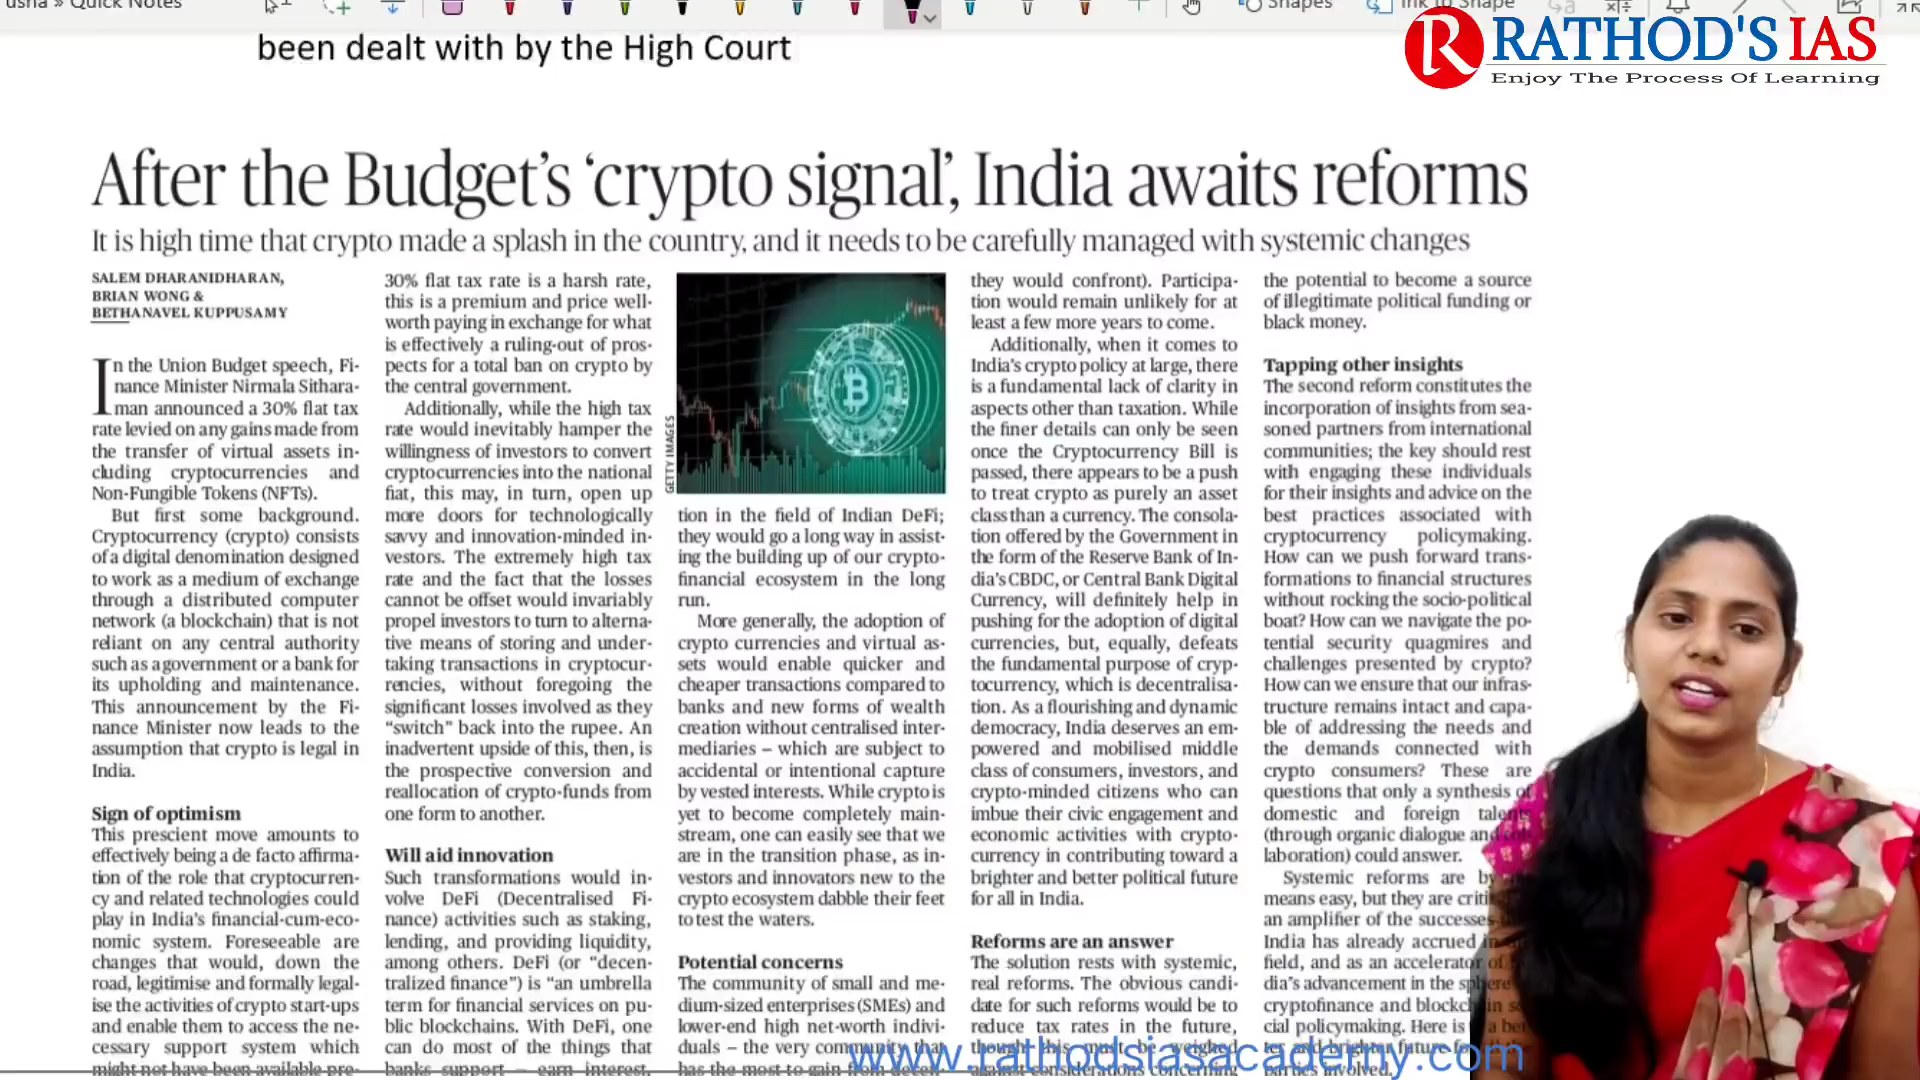 usha » Quick Notes
Shapes
Ink to Shape
been dealt with by the High Court
RATHOD'S IAS
Enjoy The Process Of Learning
After the Budget's ‘crypto signal’, India awaits reforms
It is high time that crypto made a splash in the country, and it needs to be carefully managed with systemic changes
SALEM DHARANIDHARAN,
BRIAN WONG &
BETHANAVEL KUPPUSAMY
In the Union Budget speech, Fi-
nance Minister Nirmala Sithara-
man announced a 30% flat tax
rate levied on any gains made from
the transfer of virtual assets in-
cluding cryptocurrencies and
Non-Fungible Tokens (NFTs).
But first some background.
Cryptocurrency (crypto) consists
of a digital denomination designed
to work as a medium of exchange
through a distributed computer
network (a blockchain) that is not
reliant on any central authority
such as a government or a bank for
its upholding and maintenance.
This announcement by the Fi-
nance Minister now leads to the
assumption that crypto is legal in
India.
Sign of optimism
This prescient move amounts to
effectively being a de facto affirma-
tion of the role that cryptocurren-
cy and related technologies could
play in India's financial-cum-eco-
nomic system. Foreseeable are
changes that would, down the
road, legitimise and formally legal-
ise the activities of crypto start-ups
and enable them to access the ne-
cessary support system which
might not have been available pre-
30% flat tax rate is a harsh rate,
this is a premium and price well-
worth paying in exchange for what
is effectively a ruling-out of pros-
pects for a total ban on crypto by
the central government.
Additionally, while the high tax
rate would inevitably hamper the
willingness of investors to convert
cryptocurrencies into the national
fiat, this may, in turn, open up
more doors for technologically
savvy and innovation-minded in-
vestors. The extremely high tax
rate and the fact that the losses
cannot be offset would invariably
propel investors to turn to alterna-
tive means of storing and under-
taking transactions in cryptocur-
rencies, without foregoing the
significant losses involved as they
“switch” back into the rupee. An
inadvertent upside of this, then, is
the prospective conversion and
reallocation of crypto-funds from
one form to another.
Will aid innovation
Such transformations would in-
volve DeFi (Decentralised Fi-
nance) activities such as staking,
lending, and providing liquidity,
among others. DeFi (or “decen-
tralized finance”) is “an umbrella
term for financial services on pu-
blic blockchains. With DeFi, one
can do most of the things that
banks support – earn interest,
GETTY IMAGES
tion in the field of Indian DeFi;
they would go a long way in assist-
ing the building up of our crypto-
financial ecosystem in the long
run.
More generally, the adoption of
crypto currencies and virtual as-
sets would enable quicker and
cheaper transactions compared to
banks and new forms of wealth
creation without centralised inter-
mediaries – which are subject to
accidental or intentional capture
by vested interests. While crypto is
yet to become completely main-
stream, one can easily see that we
are in the transition phase, as in-
vestors and innovators new to the
crypto ecosystem dabble their feet
to test the waters.
Potential concerns
The community of small and me-
dium-sized enterprises (SMEs) and
lower-end high net-worth indivi-
duals – the very community that
has the most to gain from decen-
they would confront). Participa-
tion would remain unlikely for at
least a few more years to come.
Additionally, when it comes to
India's crypto policy at large, there
is a fundamental lack of clarity in
aspects other than taxation. While
the finer details can only be seen
once the Cryptocurrency Bill is
passed, there appears to be a push
to treat crypto as purely an asset
class than a currency. The consola-
tion offered by the Government in
the form of the Reserve Bank of In-
dia's CBDC, or Central Bank Digital
Currency, will definitely help in
pushing for the adoption of digital
currencies, but, equally, defeats
the fundamental purpose of cryp-
tocurrency, which is decentralisa-
tion. As a flourishing and dynamic
democracy, India deserves an em-
powered and mobilised middle
class of consumers, investors, and
crypto-minded citizens who can
imbue their civic engagement and
economic activities with crypto-
currency in contributing toward a
brighter and better political future
for all in India.
Reforms are an answer
The solution rests with systemic,
real reforms. The obvious candi-
date for such reforms would be to
reduce tax rates in the future,
though this must be weighed
the potential to become a source
of illegitimate political funding or
black money.
Tapping other insights
The second reform constitutes the
incorporation of insights from sea-
soned partners from international
communities; the key should rest
with engaging these individuals
for their insights and advice on the
best practices associated with
cryptocurrency policymaking.
How can we push forward trans-
formations to financial structures
without rocking the socio-political
boat? How can we navigate the po-
tential security quagmires and
challenges presented by crypto?
How can we ensure that our infras-
tructure remains intact and capa-
ble of addressing the needs and
the demands connected with
crypto consumers? These are
questions that only a synthesis of
domestic and foreign talents
(through organic dialogue and
laboration) could answer.
Systemic reforms are by
means easy, but they are
an amplifier of the successes
India has already accrued in
field, and as an accelerator of
dia's advancement in the sphere
cryptofinance and blockchain
cial policymaking. Here is
www.rathodsiasacademy.com